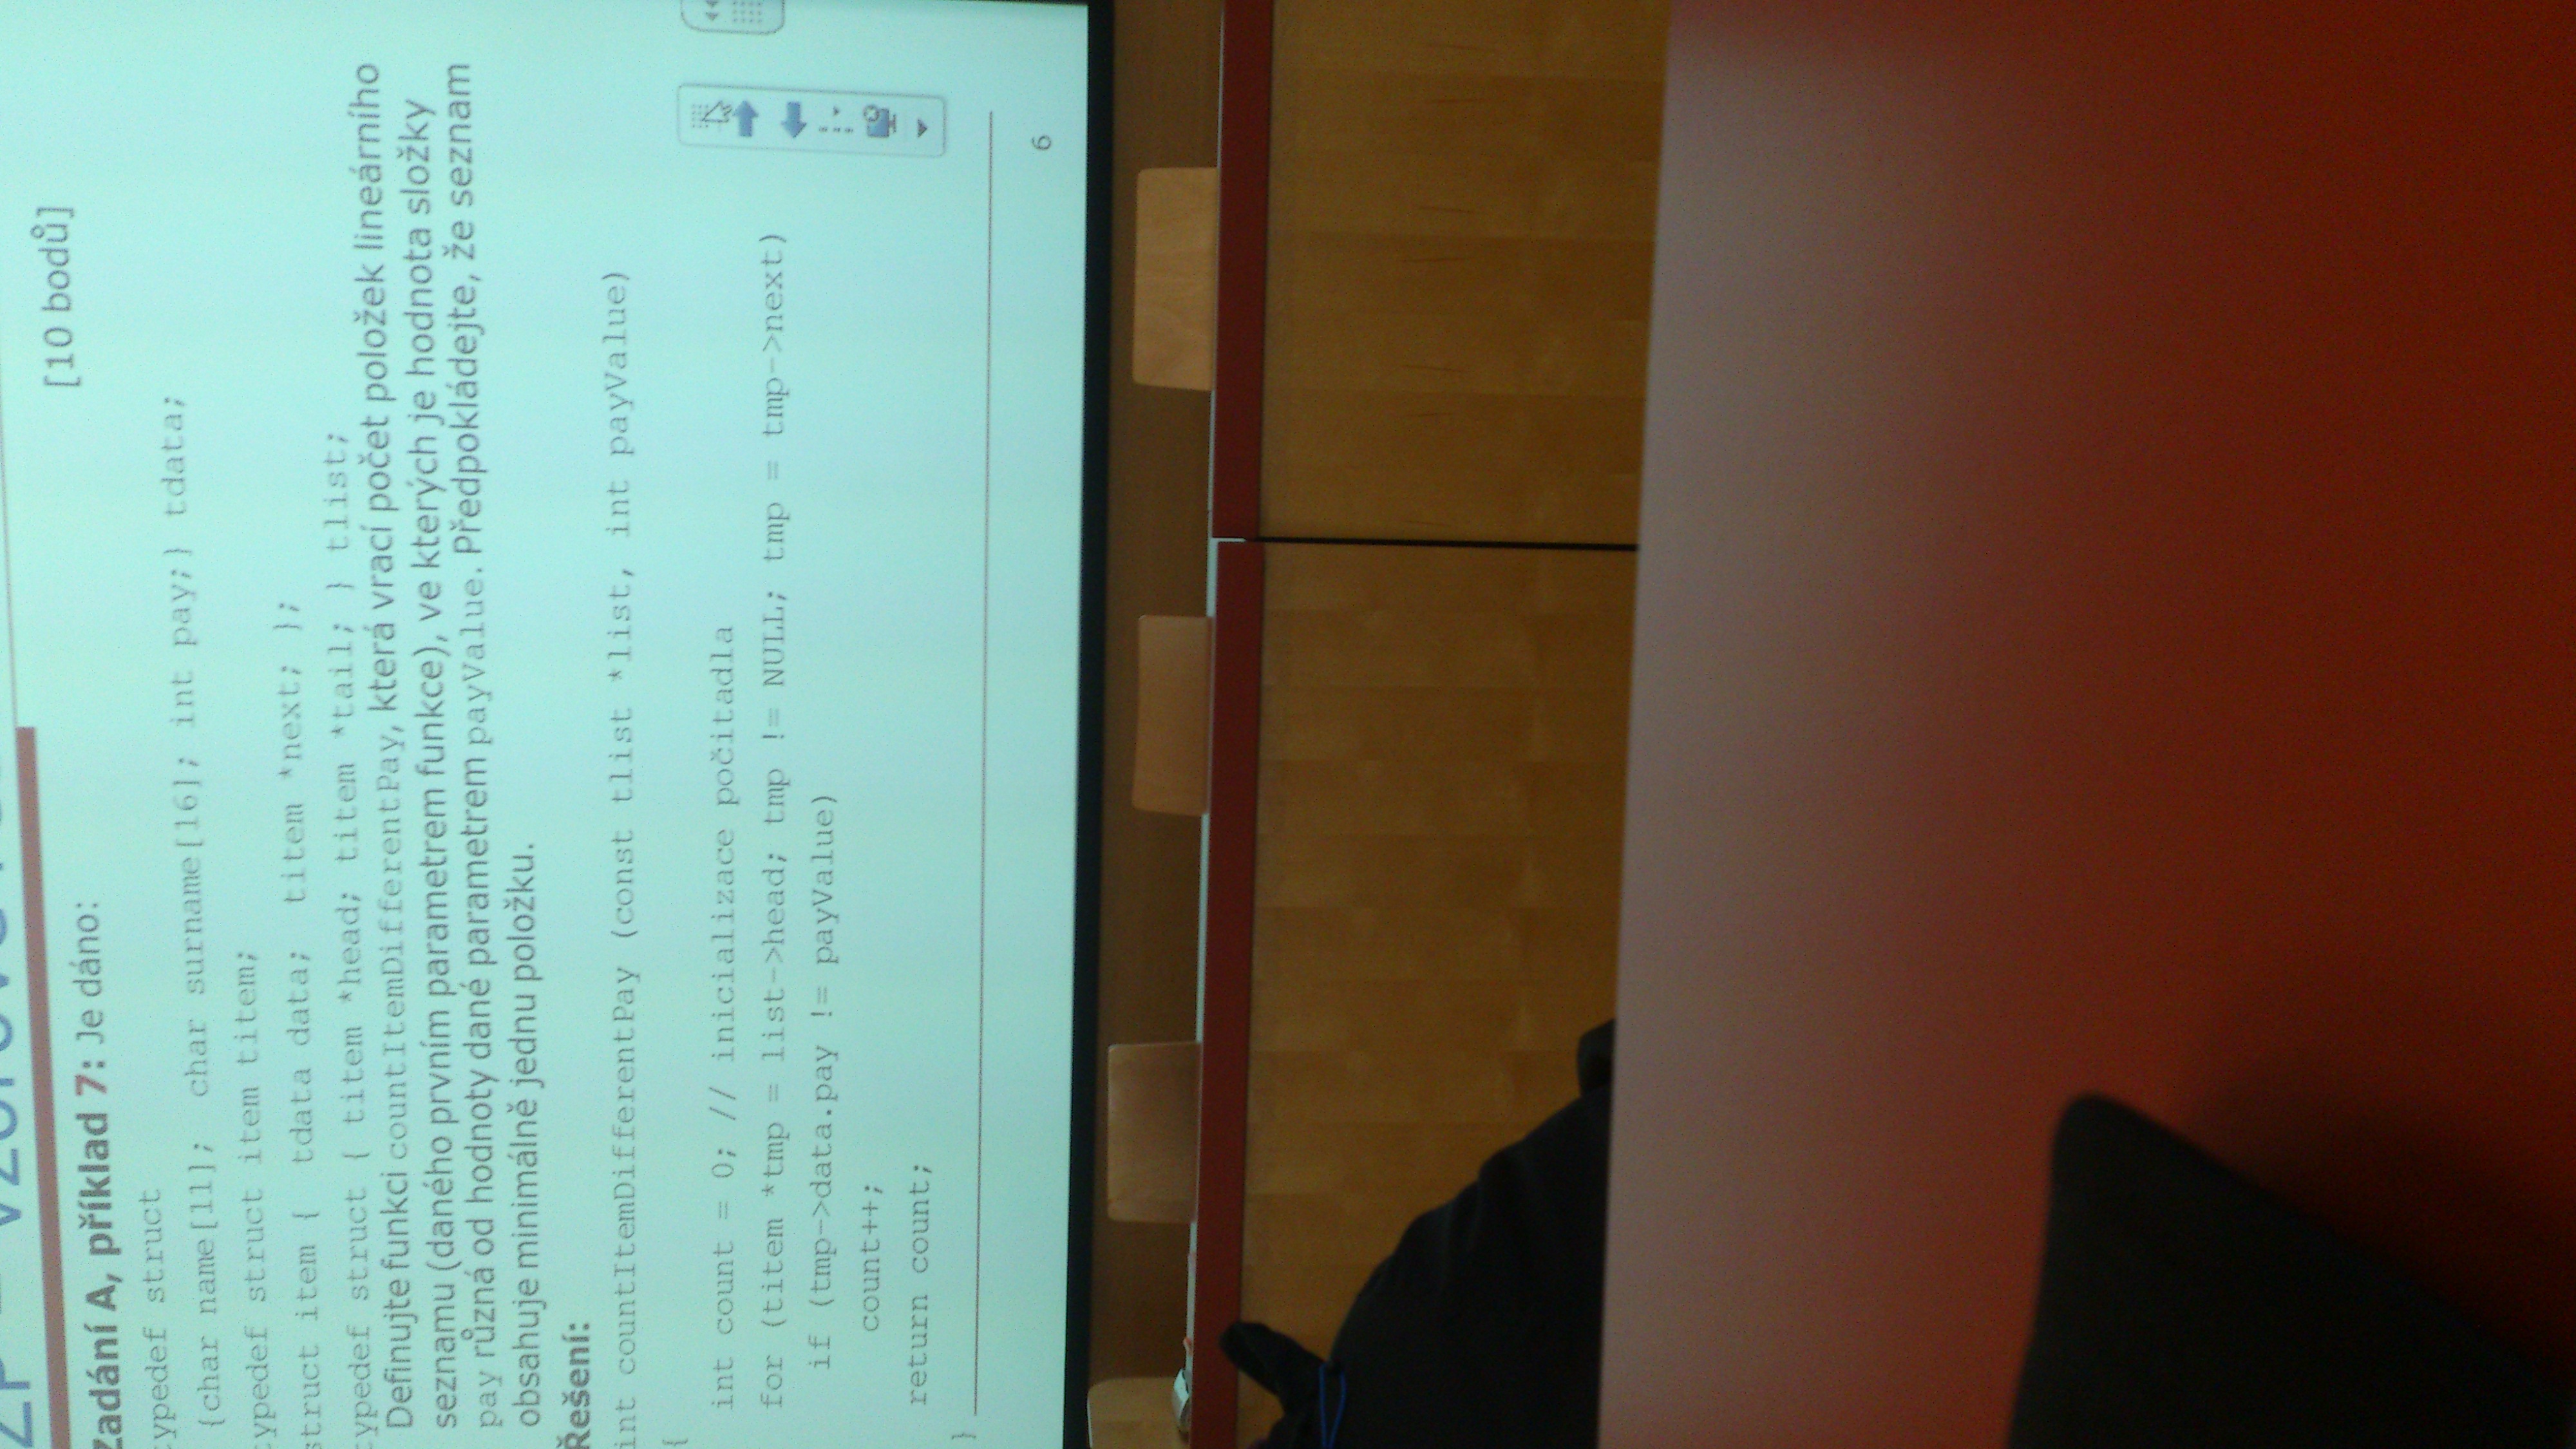 [10 bodů]
Zadání A, příklad 7: Je dáno:
typedef struct
{char name[11]; char surname[16]; int pay;} tdata;
typedef struct item titem;
struct item { tdata data; titem *next; };
typedef struct { titem *head; titem *tail; } tlist;
Definujte funkci countItemDifferentPay, která vrací počet položek lineárního
seznamu (daného prvním parametrem funkce), ve kterých je hodnota složky
pay různá od hodnoty dané parametrem payValue. Předpokládejte, že seznam
obsahuje minimálně jednu položku.
Řešení:
int countItemDifferentPay (const tlist *list, int payValue)
{
int count = 0; // inicializace počitadla
for (titem *tmp = list->head; tmp != NULL; tmp = tmp->next)
if (tmp->data.pay != payValue)
count++;
return count;
}
6